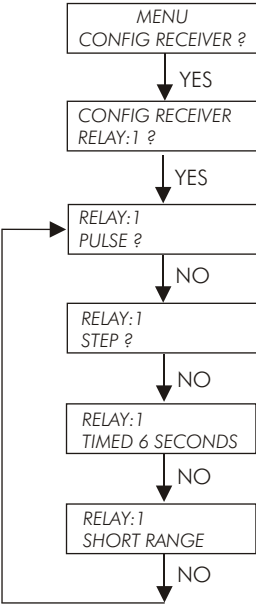 MENU
CONFIG RECEIVER ?
YES
CONFIG RECEIVER
RELAY:1 ?
YES
RELAY:1
PULSE ?
NO
RELAY:1
STEP ?
NO
RELAY:1
TIMED 6 SECONDS
NO
RELAY:1
SHORT RANGE
NO